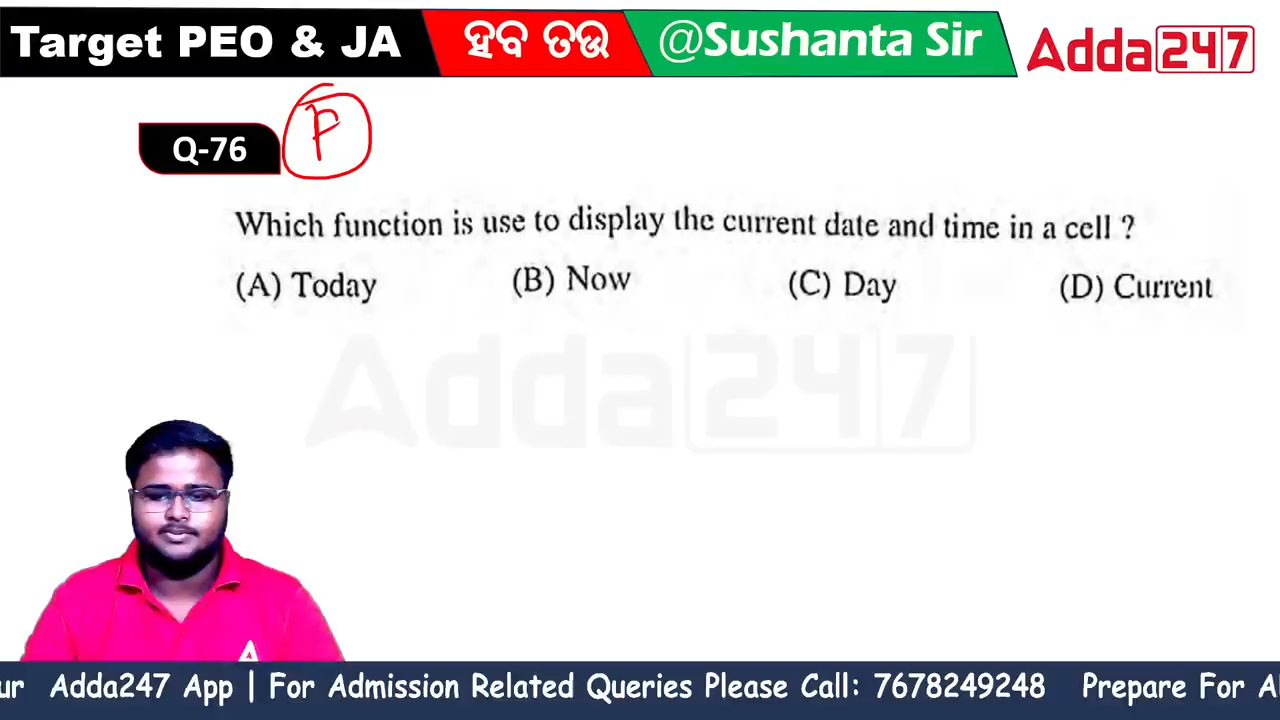 Target PEO & JA ହବ ତଉ @Sushanta Sir Adda247
Q-76 P
Which function is use to display the current date and time in a cell ?
(A) Today (B) Now (C) Day (D) Current
Adda247
ur Adda247 App | For Admission Related Queries Please Call: 7678249248 Prepare For Al